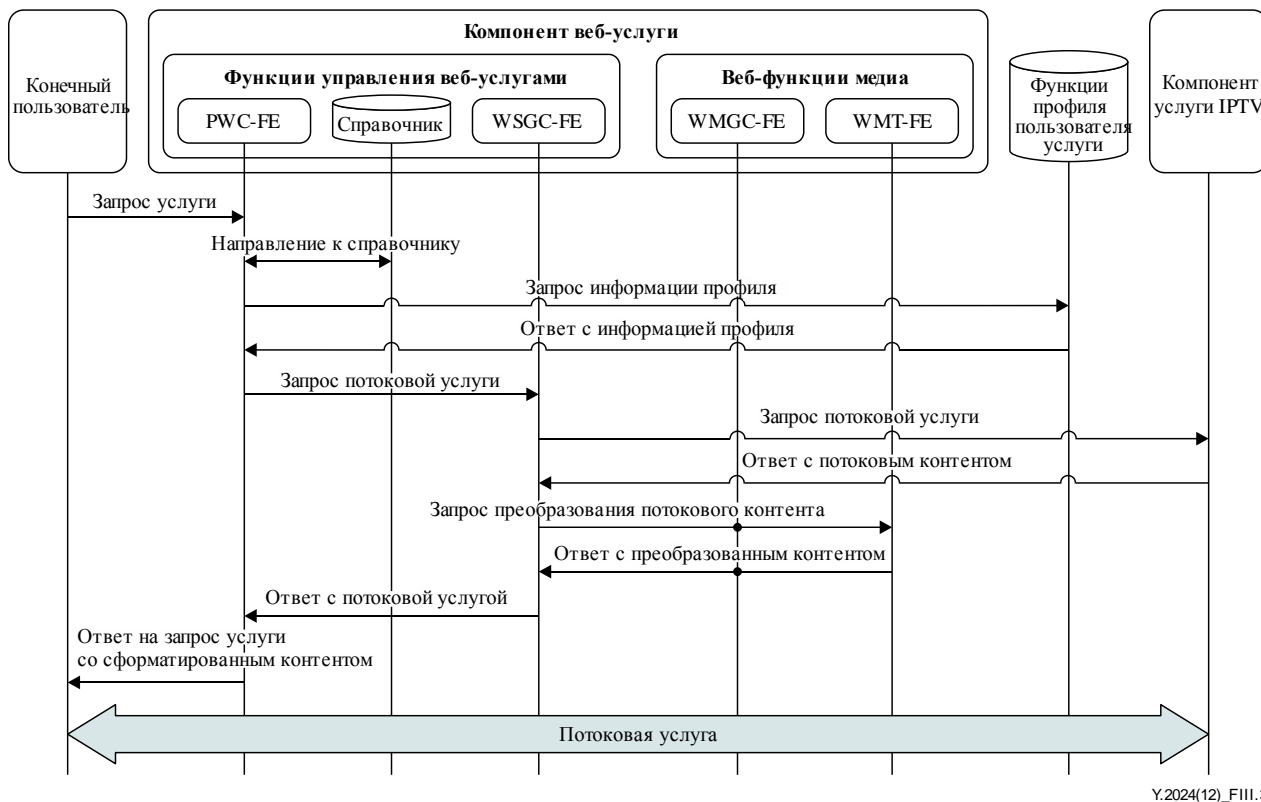 Компонент веб-услуги
Конечный
пользователь
Функции управления веб-услугами
Веб-функции медиа
PWC-FE
Справочник
WSGC-FE
WMGC-FE
WMT-FE
Функции
профиля
пользователя
услуги
Компонент
услуги IPTV
Запрос услуги
Направление к справочнику
Запрос информации профиля
Ответ с информацией профиля
Запрос потоковой услуги
Запрос потоковой услуги
Ответ с потоковым контентом
Запрос преобразования потокового контента
Ответ с преобразованным контентом
Ответ с потоковой услугой
Ответ на запрос услуги
со сформатированным контентом
Потоковая услуга
Y.2024(12)_FIII.